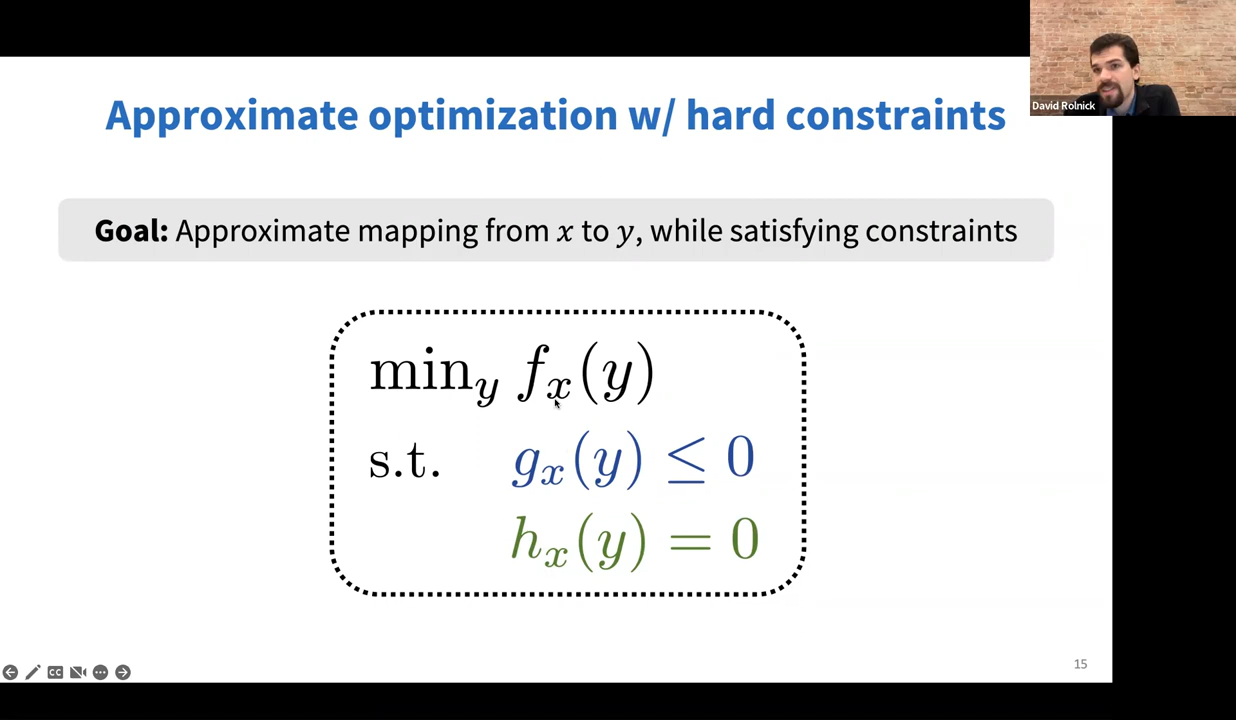 David Rolnick
Approximate optimization w/ hard constraints
Goal: Approximate mapping from x to y, while satisfying constraints
min_y f_x(y)
s.t. g_x(y) ≤ 0
h_x(y) = 0
CC
15